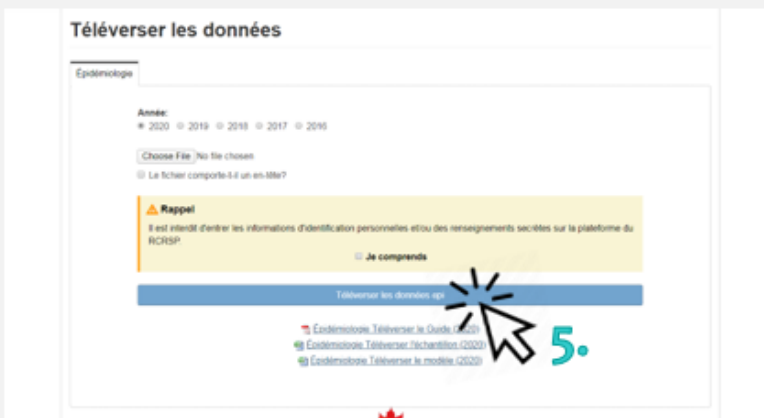 Téléverser les données
Épidémiologie
Année:
2020 2019 2018 2017 2016
Choose File No file chosen
Le fichier comporte-t-il un en-tête?
Rappel
Il est interdit d'entrer les informations d'identification personnelles et/ou des renseignements secrètes sur la plateforme du
RCRSP.
Je comprends
Téléverser les données epi
Épidémiologie Téléverser le Guide (2020)
Épidémiologie Téléverser l'échantillon (2020)
Épidémiologie Téléverser le modèle (2020)
5.